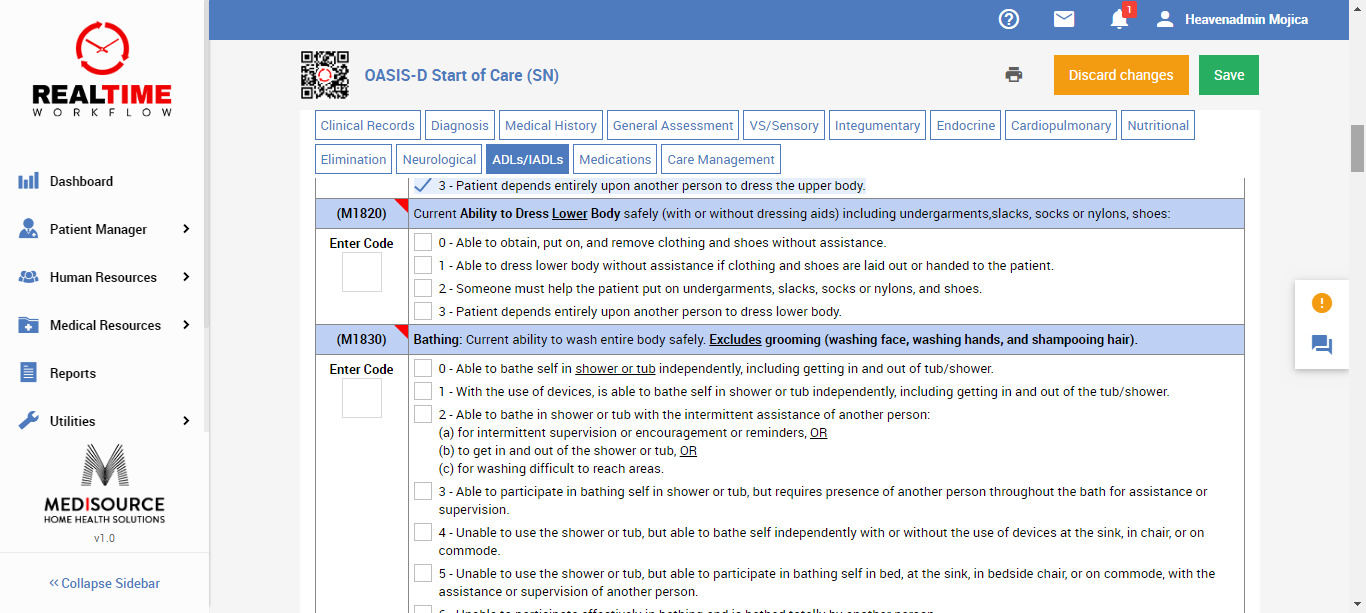 1
Heavenadmin Mojica
REALTIME
WORKFLOW
OASIS-D Start of Care (SN)
Discard changes
Save
Clinical Records
Diagnosis
Medical History
General Assessment
VS/Sensory
Integumentary
Endocrine
Cardiopulmonary
Nutritional
Elimination
Neurological
ADLs/IADLs
Medications
Care Management
Dashboard
Patient Manager
Human Resources
Medical Resources
Reports
Utilities
MEDISOURCE
HOME HEALTH SOLUTIONS
v1.0
<< Collapse Sidebar
3 - Patient depends entirely upon another person to dress the upper body.
(M1820)
Current Ability to Dress Lower Body safely (with or without dressing aids) including undergarments,slacks, socks or nylons, shoes:
Enter Code
0 - Able to obtain, put on, and remove clothing and shoes without assistance.
1 - Able to dress lower body without assistance if clothing and shoes are laid out or handed to the patient.
2 - Someone must help the patient put on undergarments, slacks, socks or nylons, and shoes.
3 - Patient depends entirely upon another person to dress lower body.
(M1830)
Bathing: Current ability to wash entire body safely. Excludes grooming (washing face, washing hands, and shampooing hair).
Enter Code
0 - Able to bathe self in shower or tub independently, including getting in and out of tub/shower.
1 - With the use of devices, is able to bathe self in shower or tub independently, including getting in and out of the tub/shower.
2 - Able to bathe in shower or tub with the intermittent assistance of another person:
(a) for intermittent supervision or encouragement or reminders, OR
(b) to get in and out of the shower or tub, OR
(c) for washing difficult to reach areas.
3 - Able to participate in bathing self in shower or tub, but requires presence of another person throughout the bath for assistance or
supervision.
4 - Unable to use the shower or tub, but able to bathe self independently with or without the use of devices at the sink, in chair, or on
commode.
5 - Unable to use the shower or tub, but able to participate in bathing self in bed, at the sink, in bedside chair, or on commode, with the
assistance or supervision of another person.
6 - Unable to participate effectively in bathing and is bathed totally by another person.